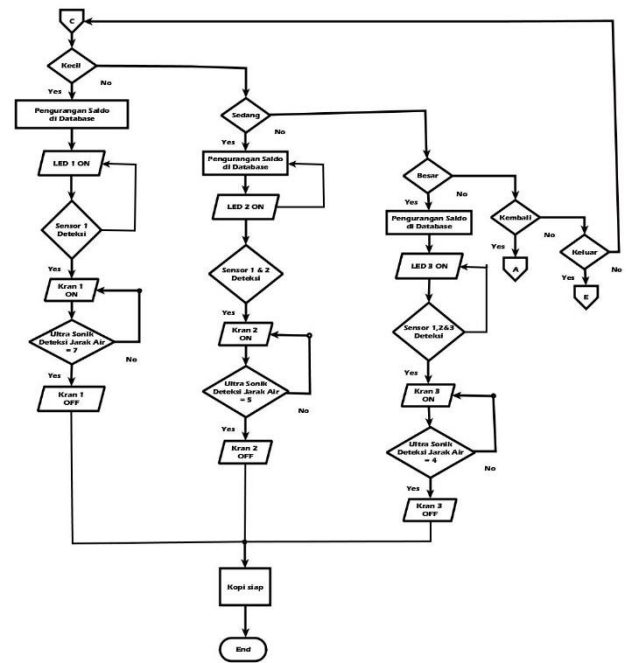 C
Kecil
Yes
No
Pengurangan Saldo
di Database
LED 1 ON
Sensor 1
Deteksi
Yes
Kran 1
ON
Ultra Sonik
Deteksi Jarak Air
= 7
No
Yes
Kran 1
OFF
Sedang
Yes
No
Pengurangan Saldo
di Database
LED 2 ON
Sensor 1 & 2
Deteksi
Yes
Kran 2
ON
Ultra Sonik
Deteksi Jarak Air
= 5
No
Yes
Kran 2
OFF
Besar
Yes
No
Pengurangan Saldo
di Database
LED 3 ON
Sensor 1,2&3
Deteksi
Yes
Kran 3
ON
Ultra Sonik
Deteksi Jarak Air
= 4
No
Yes
Kran 3
OFF
Kembali
Yes
No
A
Keluar
Yes
No
E
Kopi siap
End